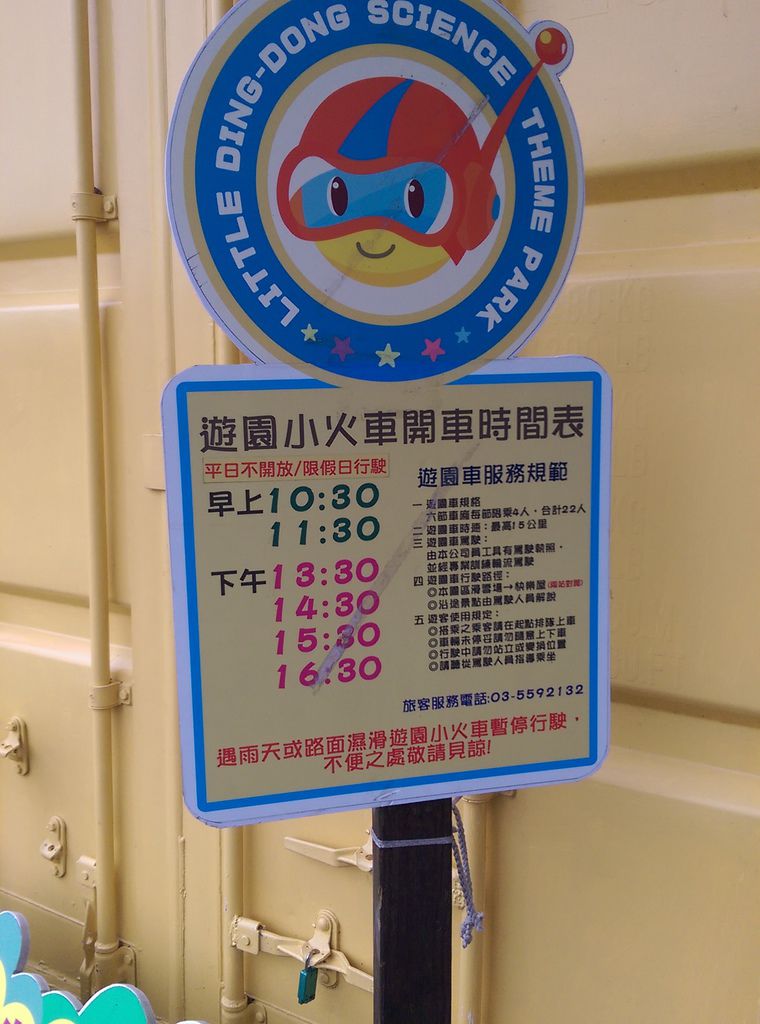 LITTLE DING-DONG SCIENCE THEME PARK
遊園小火車開車時間表
平日不開放/限假日行駛
早上10:30
11:30
下午13:30
14:30
15:30
16:30
遊園車服務規範
一 遊園車規格
六節車廂每節限乘4人，合計22人
二 遊園車時速：最高15公里
三 遊園車駕駛：
由本公司員工具有駕駛執照，
並經專業訓練輪流駕駛
四 遊園車行駛路徑：
◎本園區滑雪場→快樂屋
◎沿途景點由駕駛人員解說
五 遊客使用規定：
◎搭乘之乘客請在起點排隊上車
◎車輛未停妥請勿隨意上下車
◎行駛中請勿站立或變換位置
◎請聽從駕駛人員指導乘坐
旅客服務電話:03-5592132
遇雨天或路面濕滑遊園小火車暫停行駛，
不便之處敬請見諒!